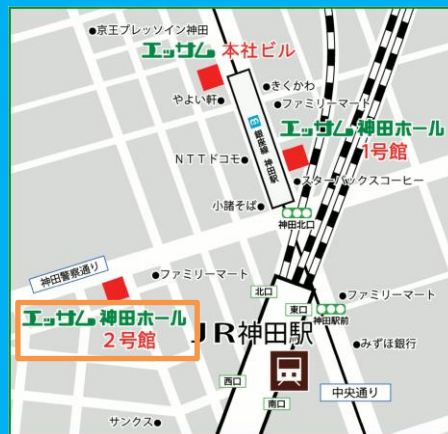 京王プレッソイン神田
エッサム 本社ビル
きくかわ
やよい軒
ファミリーマート
エッサム 神田ホール
1号館
銀座線 神田駅
NTTドコモ
スターバックスコーヒー
小諸そば
神田北口
神田警察通り
ファミリーマート
北口
東口
ファミリーマート
神田駅前
エッサム 神田ホール
2号館
JR神田駅
みずほ銀行
西口
中央通り
南口
サンクス